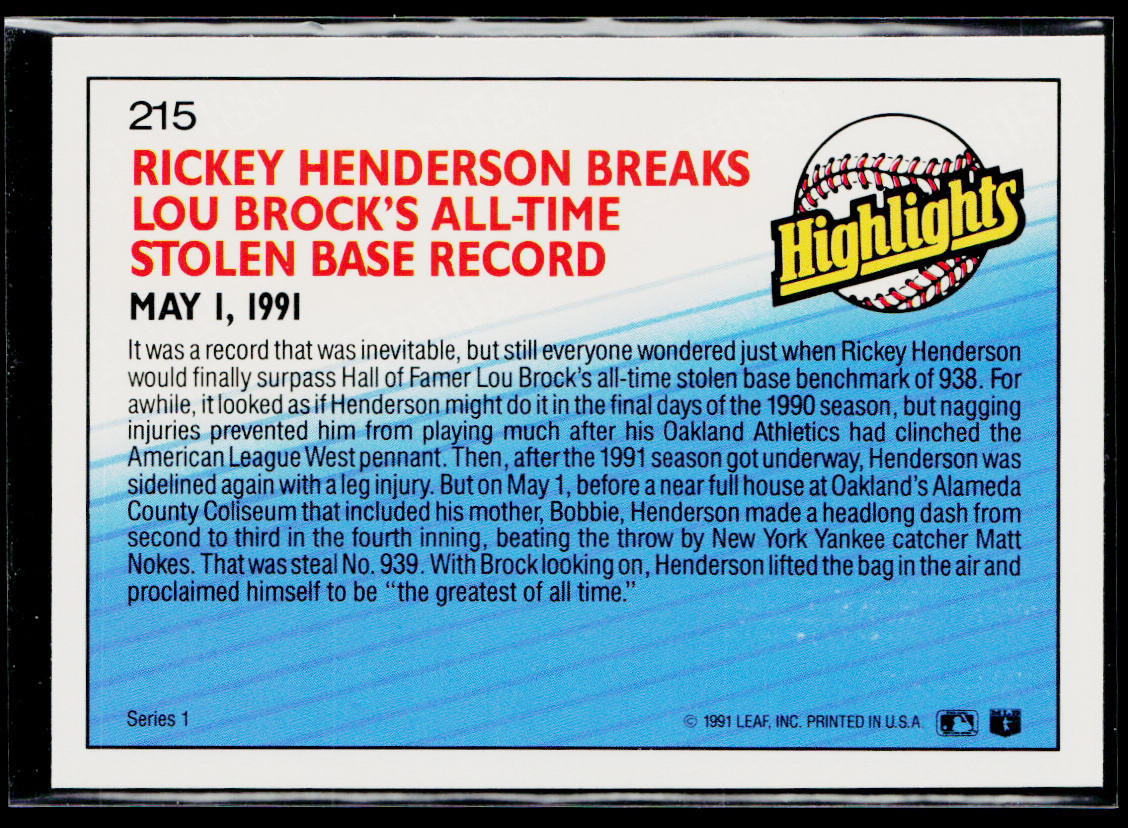 215
RICKEY HENDERSON BREAKS
LOU BROCK'S ALL-TIME
STOLEN BASE RECORD
MAY 1, 1991
Highlights
It was a record that was inevitable, but still everyone wondered just when Rickey Henderson
would finally surpass Hall of Famer Lou Brock's all-time stolen base benchmark of 938. For
awhile, it looked as if Henderson might do it in the final days of the 1990 season, but nagging
injuries prevented him from playing much after his Oakland Athletics had clinched the
American League West pennant. Then, after the 1991 season got underway, Henderson was
sidelined again with a leg injury. But on May 1, before a near full house at Oakland's Alameda
County Coliseum that included his mother, Bobbie, Henderson made a headlong dash from
second to third in the fourth inning, beating the throw by New York Yankee catcher Matt
Nokes. That was steal No. 939. With Brock looking on, Henderson lifted the bag in the air and
proclaimed himself to be “the greatest of all time.”
Series 1
© 1991 LEAF, INC. PRINTED IN U.S.A.